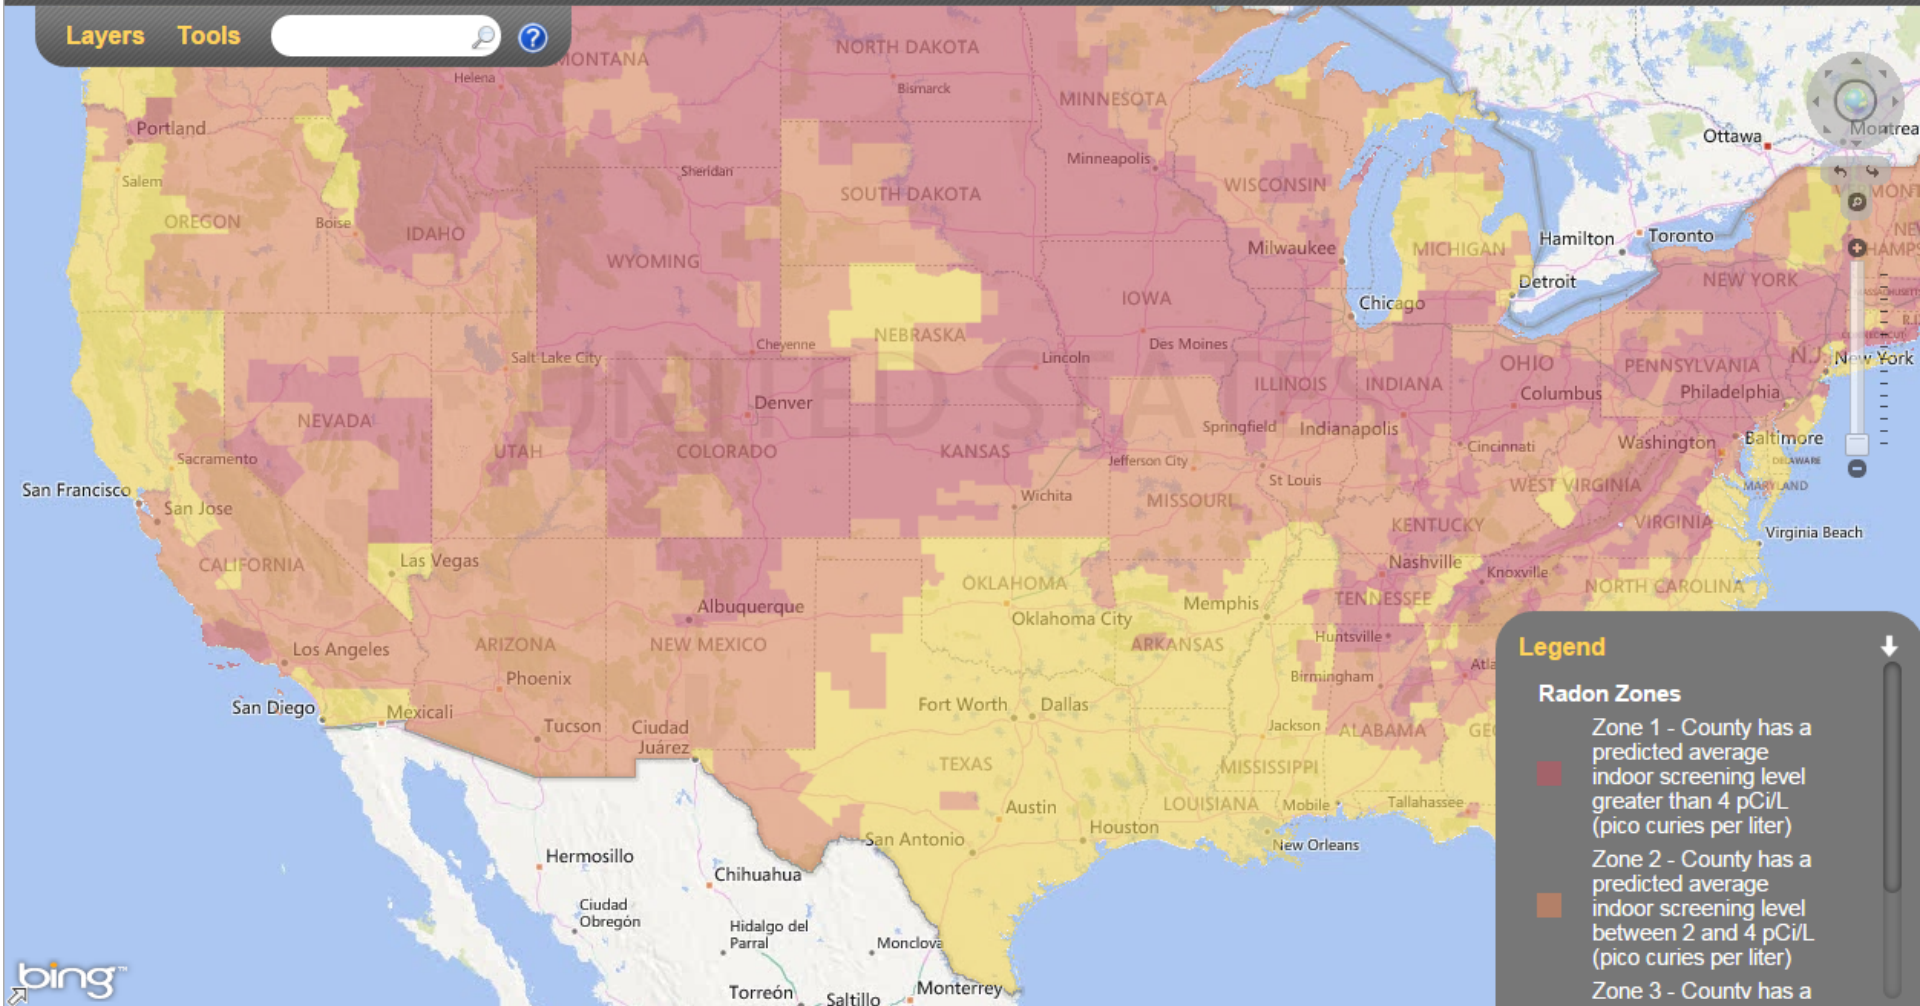 Layers Tools
?
MONTANA
NORTH DAKOTA
Helena
Bismarck
MINNESOTA
Portland
Ottawa
Montrea
Minneapolis
Sheridan
Salem
SOUTH DAKOTA
WISCONSIN
OREGON
Boise
IDAHO
WYOMING
Milwaukee
MICHIGAN
Hamilton
Toronto
Detroit
NEW YORK
IOWA
Chicago
NEBRASKA
Salt Lake City
Cheyenne
Lincoln
Des Moines
OHIO
PENNSYLVANIA
N.J.
New York
UNITED STATES
ILLINOIS
INDIANA
Denver
Columbus
Philadelphia
NEVADA
Springfield
Indianapolis
UTAH
COLORADO
KANSAS
Sacramento
Jefferson City
Cincinnati
Washington
Baltimore
DELAWARE
San Francisco
San Jose
Wichita
MISSOURI
St Louis
WEST VIRGINIA
MARYLAND
KENTUCKY
VIRGINIA
Virginia Beach
CALIFORNIA
Las Vegas
Nashville
Knoxville
OKLAHOMA
NORTH CAROLINA
Albuquerque
Oklahoma City
Memphis
TENNESSEE
Los Angeles
ARIZONA
NEW MEXICO
ARKANSAS
Huntsville
Atla
Phoenix
Birmingham
San Diego
Mexicali
Tucson
Ciudad
Juárez
Fort Worth
Dallas
Jackson
ALABAMA
GE
TEXAS
MISSISSIPPI
Austin
LOUISIANA
Mobile
Tallahassee
San Antonio
Houston
New Orleans
Hermosillo
Chihuahua
Ciudad
Obregón
Hidalgo del
Parral
Monclova
Torreón
Saltillo
Monterrey
bing™
Legend
Radon Zones
Zone 1 - County has a
predicted average
indoor screening level
greater than 4 pCi/L
(pico curies per liter)
Zone 2 - County has a
predicted average
indoor screening level
between 2 and 4 pCi/L
(pico curies per liter)
Zone 3 - County has a